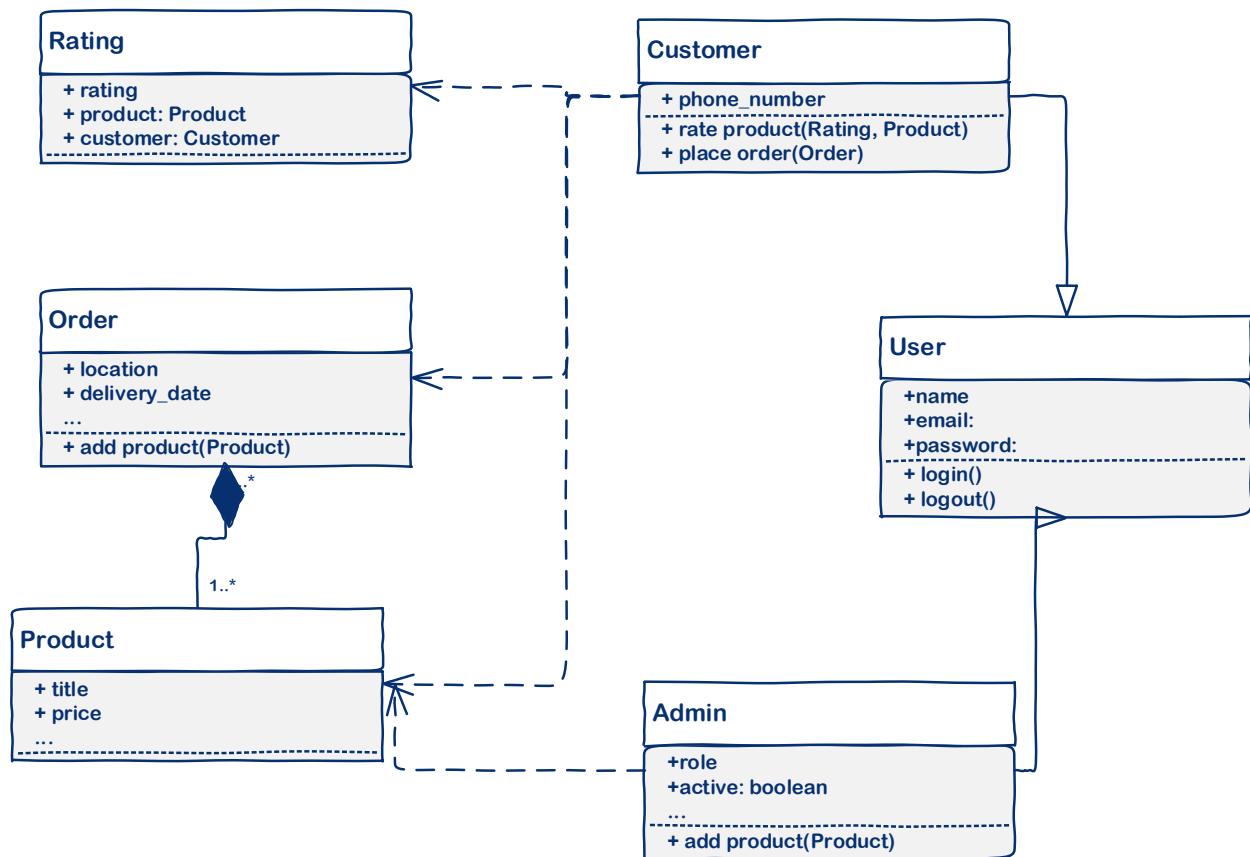 Rating
+ rating
+ product: Product
+ customer: Customer
Customer
+ phone_number
+ rate product(Rating, Product)
+ place order(Order)
Order
+ location
+ delivery_date
...
+ add product(Product)
..*
1..*
User
+name
+email:
+password:
+ login()
+ logout()
Product
+ title
+ price
...
Admin
+role
+active: boolean
...
+ add product(Product)